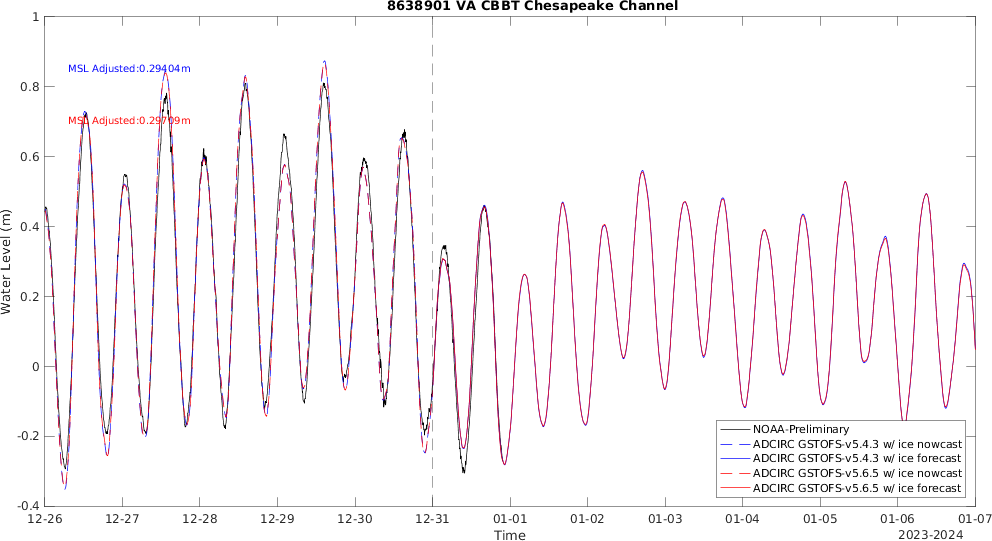 8638901 VA CBBT Chesapeake Channel
1
0.8
0.6
0.4
0.2
0
-0.2
-0.4
Water Level (m)
MSL Adjusted:0.29404m
MSL Adjusted:0.29709m
NOAA-Preliminary
ADCIRC GSTOFS-v5.4.3 w/ ice nowcast
ADCIRC GSTOFS-v5.4.3 w/ ice forecast
ADCIRC GSTOFS-v5.6.5 w/ ice nowcast
ADCIRC GSTOFS-v5.6.5 w/ ice forecast
12-26 12-27 12-28 12-29 12-30 12-31 01-01 01-02 01-03 01-04 01-05 01-06 01-07
Time
2023-2024